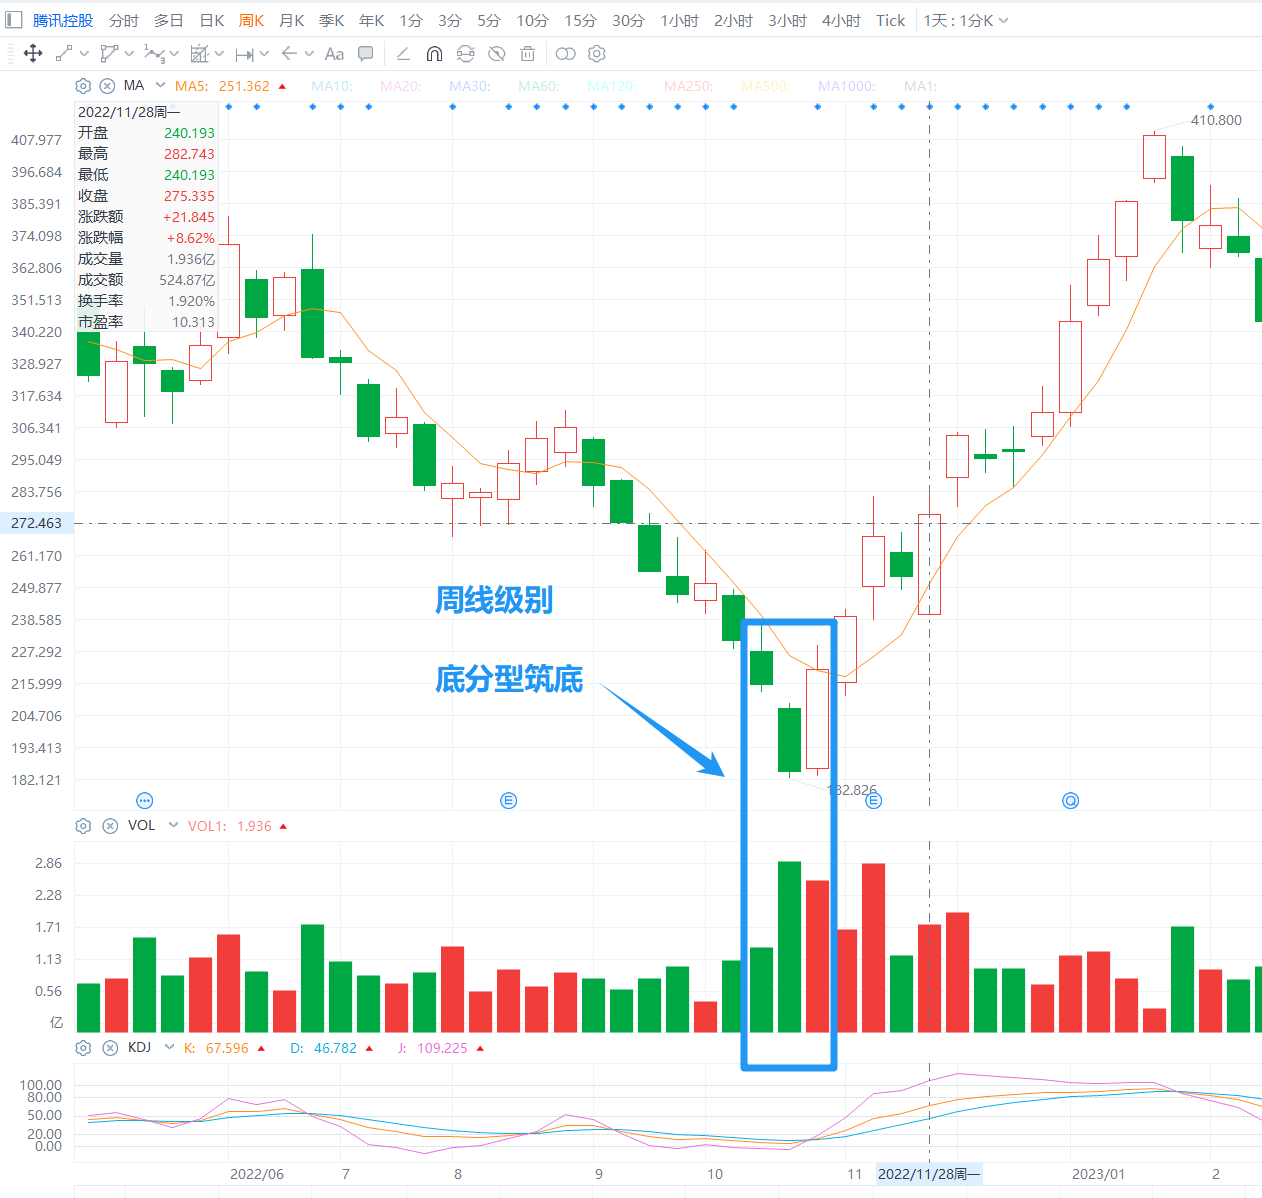 腾讯控股 分时 多日 日K 周K 月K 季K 年K 1分 3分 5分 10分 15分 30分 1小时 2小时 3小时 4小时 Tick 1天 : 1分K
Aa
MA MA5: 251.362 MA10: MA20: MA30: MA60: MA120: MA250: MA500: MA1000: MA1:
2022/11/28周一
开盘 240.193
最高 282.743
最低 240.193
收盘 275.335
涨跌额 +21.845
涨跌幅 +8.62%
成交量 1.936亿
成交额 524.87亿
换手率 1.920%
市盈率 10.313
410.800
407.977
396.684
385.391
374.098
362.806
351.513
340.220
328.927
317.634
306.341
295.049
283.756
272.463
261.170
249.877
238.585
227.292
215.999
204.706
193.413
182.121
周线级别
底分型筑底
182.826
E
E
Q
VOL VOL1: 1.936
2.86
2.28
1.71
1.13
0.56
亿
KDJ K: 67.596 D: 46.782 J: 109.225
100.00
80.00
50.00
20.00
0.00
2022/06 7 8 9 10 11 2022/11/28周一 2023/01 2